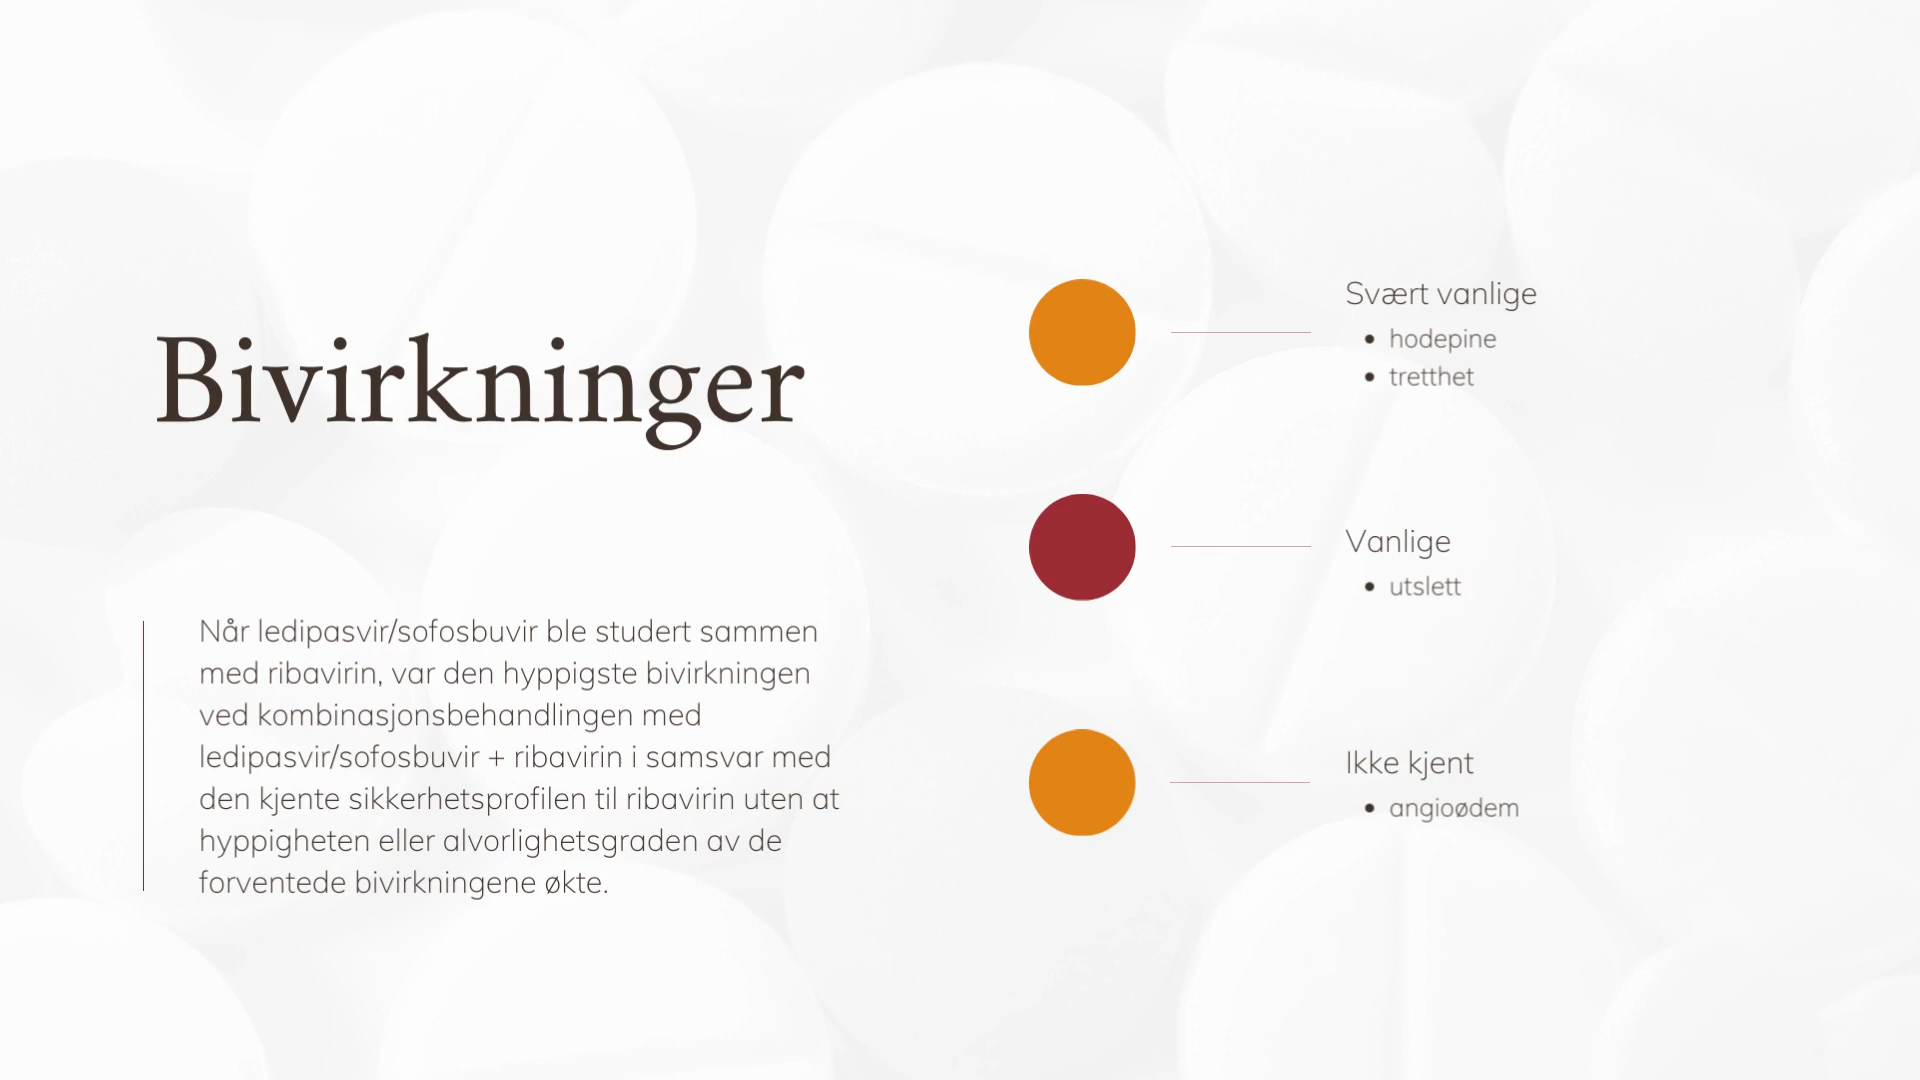 Bivirkninger
Når ledipasvir/sofosbuvir ble studert sammen
med ribavirin, var den hyppigste bivirkningen
ved kombinasjonsbehandlingen med
ledipasvir/sofosbuvir + ribavirin i samsvar med
den kjente sikkerhetsprofilen til ribavirin uten at
hyppigheten eller alvorlighetsgraden av de
forventede bivirkningene økte.
Svært vanlige
• hodepine
• tretthet
Vanlige
• utslett
Ikke kjent
• angioødem